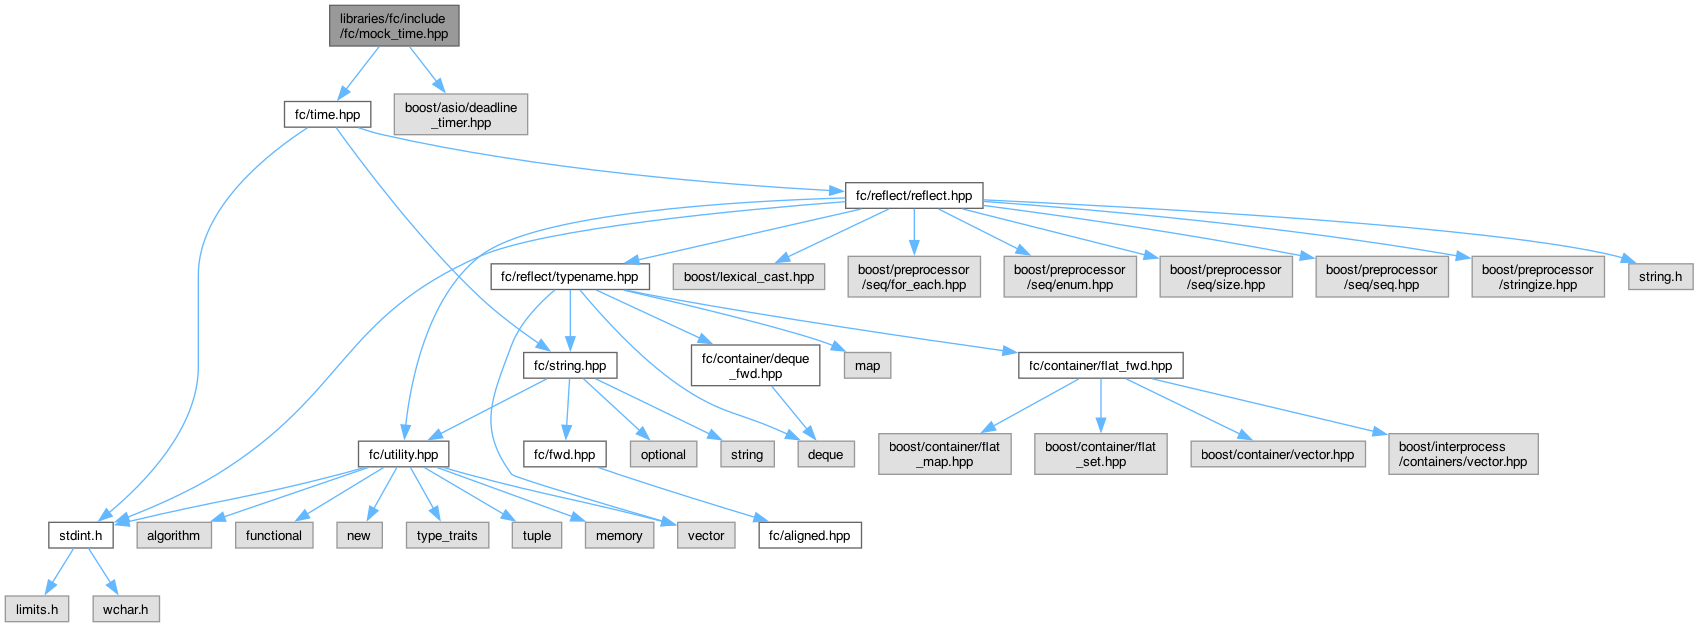 libraries/fc/include
/fc/mock_time.hpp
fc/time.hpp
boost/asio/deadline
_timer.hpp
fc/reflect/reflect.hpp
fc/reflect/typename.hpp
boost/lexical_cast.hpp
boost/preprocessor
/seq/for_each.hpp
boost/preprocessor
/seq/enum.hpp
boost/preprocessor
/seq/size.hpp
boost/preprocessor
/seq/seq.hpp
boost/preprocessor
/stringize.hpp
string.h
fc/string.hpp
fc/container/deque
_fwd.hpp
map
fc/container/flat_fwd.hpp
fc/utility.hpp
fc/fwd.hpp
optional
string
deque
boost/container/flat
_map.hpp
boost/container/flat
_set.hpp
boost/container/vector.hpp
boost/interprocess
/containers/vector.hpp
stdint.h
algorithm
functional
new
type_traits
tuple
memory
vector
fc/aligned.hpp
limits.h
wchar.h